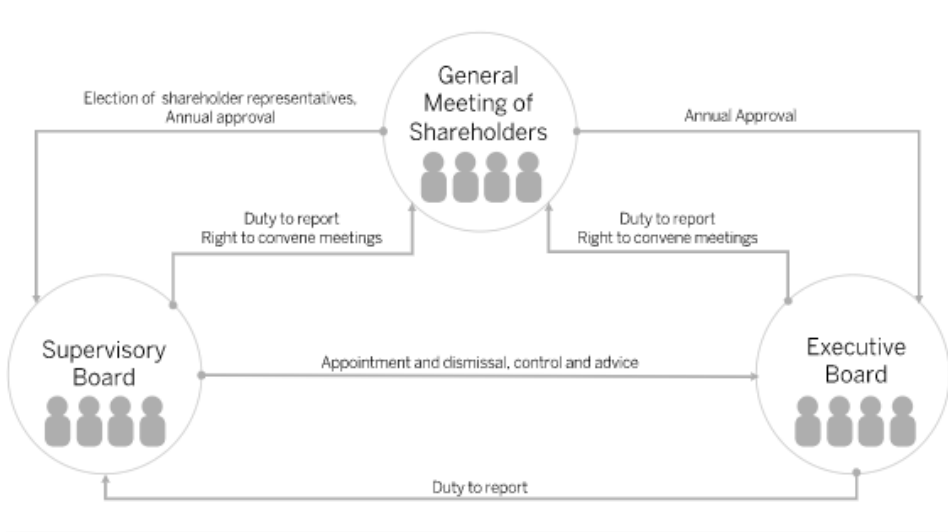 General
Meeting of
Shareholders
Election of shareholder representatives,
Annual approval
Annual Approval
Duty to report
Right to convene meetings
Duty to report
Right to convene meetings
Supervisory
Board
Appointment and dismissal, control and advice
Executive
Board
Duty to report